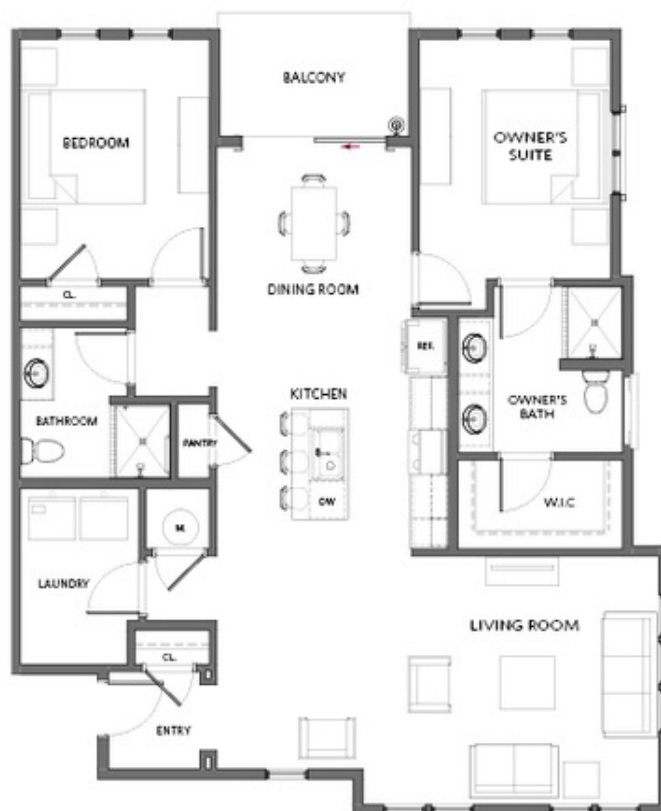 BALCONY
BEDROOM
OWNER'S
SUITE
CL.
DINING ROOM
REF.
KITCHEN
BATHROOM
OWNER'S
BATH
PANTRY
DW
W.I.C
M.
LAUNDRY
LIVING ROOM
CL.
ENTRY